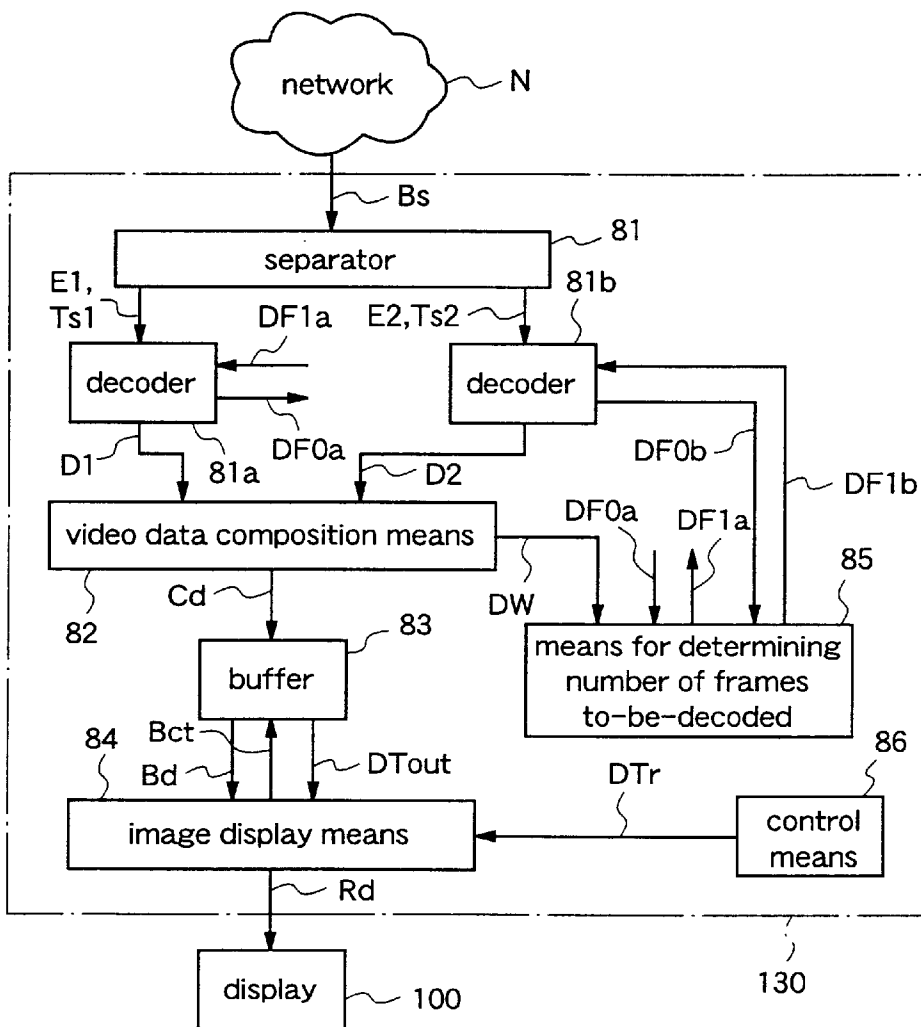 network
N
Bs
81
separator
E1,
Ts1
E2,Ts2
81b
DF1a
decoder
decoder
DF0a
81a
D1
D2
DF0b
DF1b
DF0a
DF1a
video data composition means
DW
85
82
Cd
83
buffer
means for determining
number of frames
to-be-decoded
84
Bct
Bd
DTout
86
DTr
image display means
control
means
Rd
130
display
100